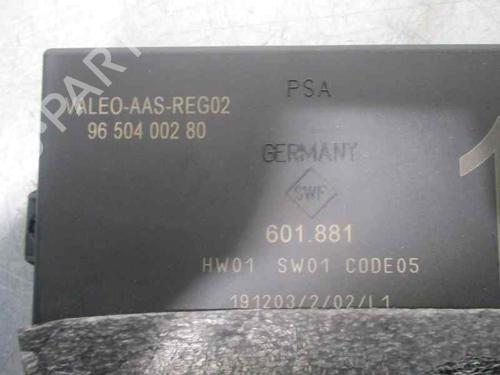 VALEO-AAS-REG02
96 504 002 80
PSA
GERMANY
SWF
601.881
HW01 SW01 CODE05
191203/2/02/L1
1